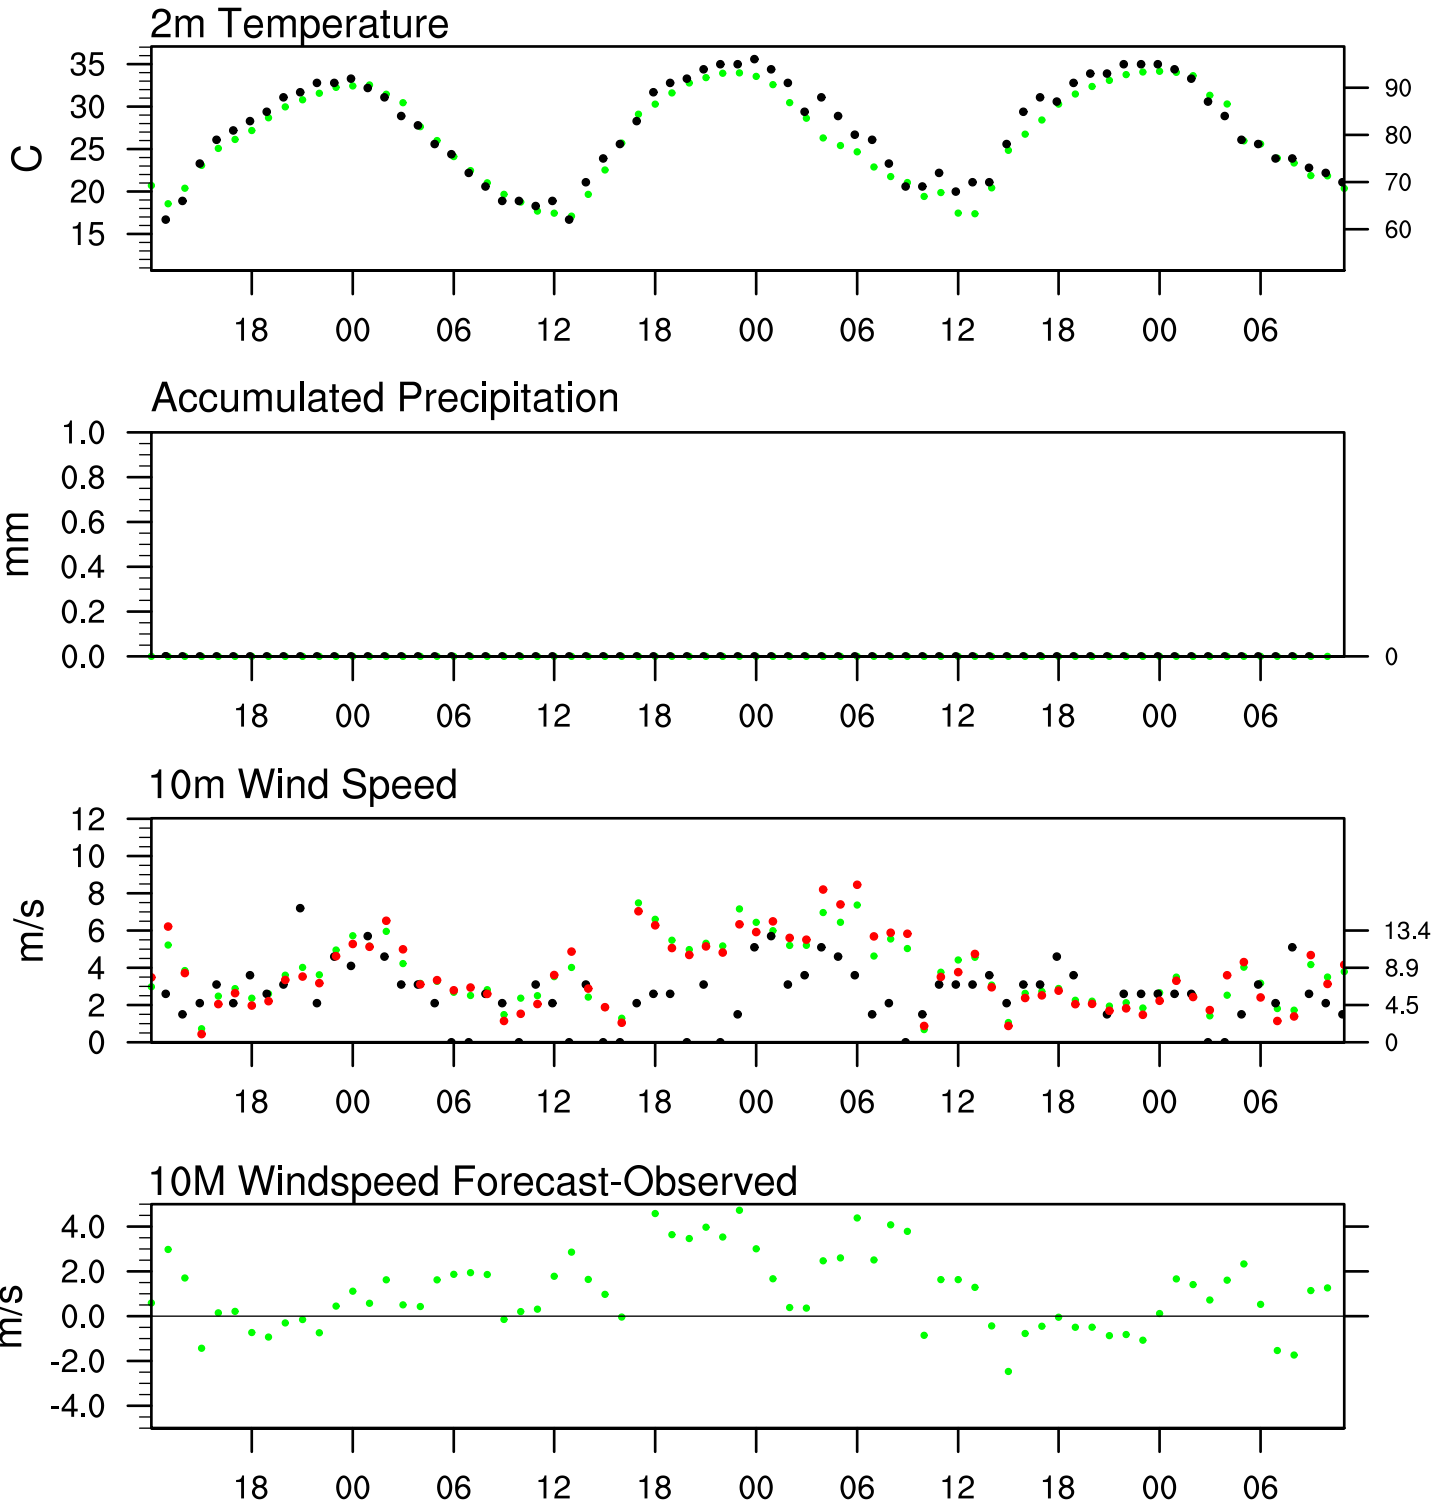 2m Temperature
35
30
25
20
15
C
90
80
70
60
18 00 06 12 18 00 06 12 18 00 06
Accumulated Precipitation
1.0
0.8
0.6
0.4
0.2
0.0
mm
0
18 00 06 12 18 00 06 12 18 00 06
10m Wind Speed
12
10
8
6
4
2
0
m/s
13.4
8.9
4.5
0
18 00 06 12 18 00 06 12 18 00 06
10M Windspeed Forecast-Observed
4.0
2.0
0.0
-2.0
-4.0
m/s
18 00 06 12 18 00 06 12 18 00 06